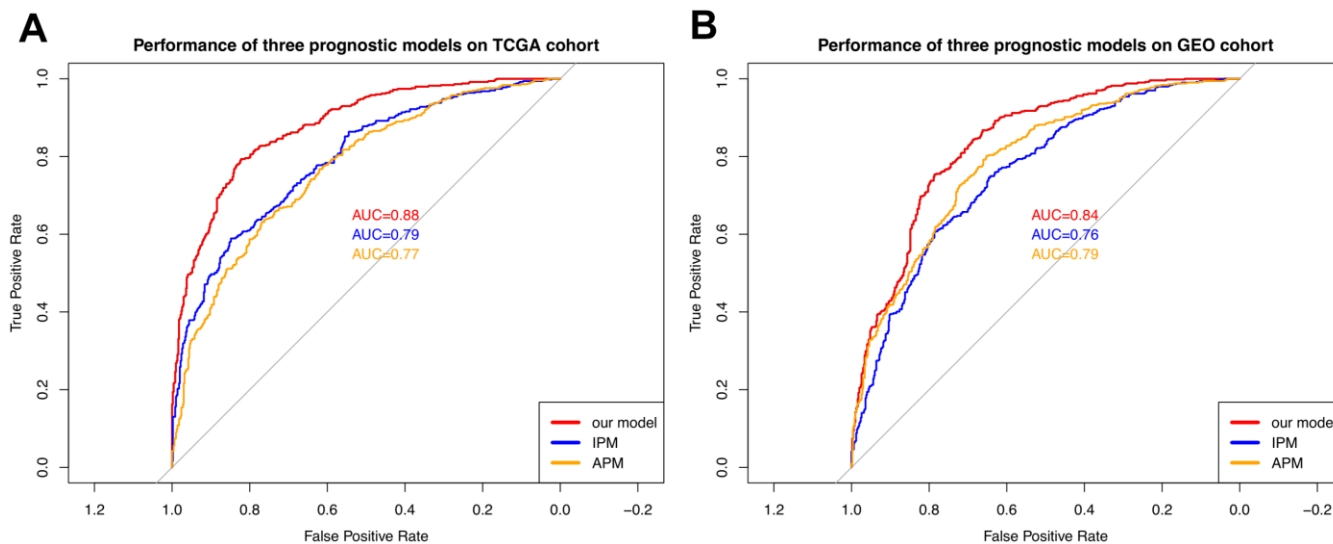 A
Performance of three prognostic models on TCGA cohort
True Positive Rate
1.0
0.8
0.6
0.4
0.2
0.0
AUC=0.88
AUC=0.79
AUC=0.77
our model
IPM
APM
1.2 1.0 0.8 0.6 0.4 0.2 0.0 −0.2
False Positive Rate
B
Performance of three prognostic models on GEO cohort
True Positive Rate
1.0
0.8
0.6
0.4
0.2
0.0
AUC=0.84
AUC=0.76
AUC=0.79
our model
IPM
APM
1.2 1.0 0.8 0.6 0.4 0.2 0.0 −0.2
False Positive Rate